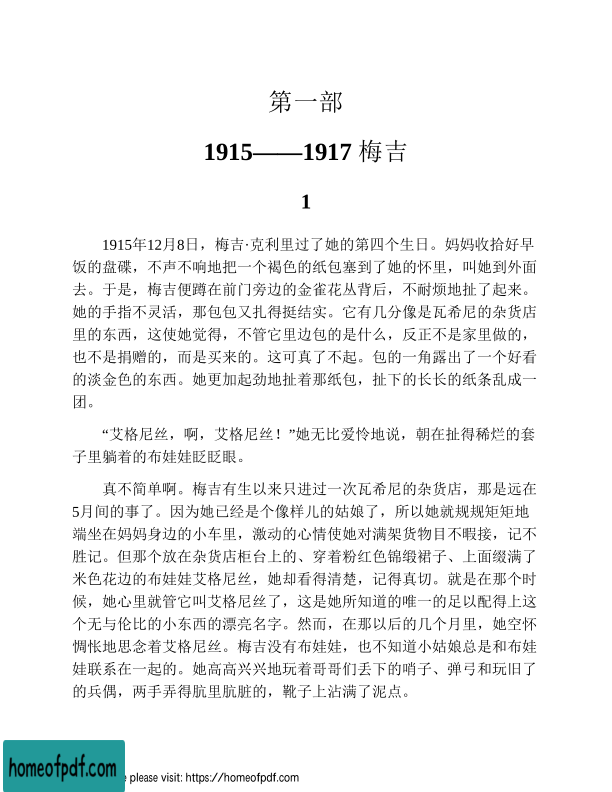 第一部
1915——1917 梅吉
1
1915年12月8日，梅吉·克利里过了她的第四个生日。妈妈收拾好早
饭的盘碟，不声不响地把一个褐色的纸包塞到了她的怀里，叫她到外面
去。于是，梅吉便蹲在前门旁边的金雀花丛背后，不耐烦地扯了起来。
她的手指不灵活，那包包又扎得挺结实。它有几分像是瓦希尼的杂货店
里的东西，这使她觉得，不管它里边包的是什么，反正不是家里做的，
也不是捐赠的，而是买来的。这可真了不起。包的一角露出了一个好看
的淡金色的东西。她更加起劲地扯着那纸包，扯下的长长的纸条乱成一
团。
“艾格尼丝，啊，艾格尼丝！”她无比爱怜地说，朝在扯得稀烂的套
子里躺着的布娃娃眨眨眼。
真不简单啊。梅吉有生以来只进过一次瓦希尼的杂货店，那是远在
5月间的事了。因为她已经是个像样儿的姑娘了，所以她就规规矩矩地
端坐在妈妈身边的小车里，激动的心情使她对满架货物目不暇接，记不
胜记。但那个放在杂货店柜台上的、穿着粉红色锦缎裙子、上面缀满了
米色花边的布娃娃艾格尼丝，她却看得清楚，记得真切。就是在那个时
候，她心里就管它叫艾格尼丝了，这是她所知道的唯一的足以配得上这
个无与伦比的小东西的漂亮名字。然而，在那以后的几个月里，她空怀
惆怅地思念着艾格尼丝。梅吉没有布娃娃，也不知道小姑娘总是和布娃
娃联系在一起的。她高高兴兴地玩着哥哥们丢下的哨子、弹弓和玩旧了
的兵偶，两手弄得肮里肮脏的，靴子上沾满了泥点。
homeofpdf.com
please visit: https://homeofpdf.com